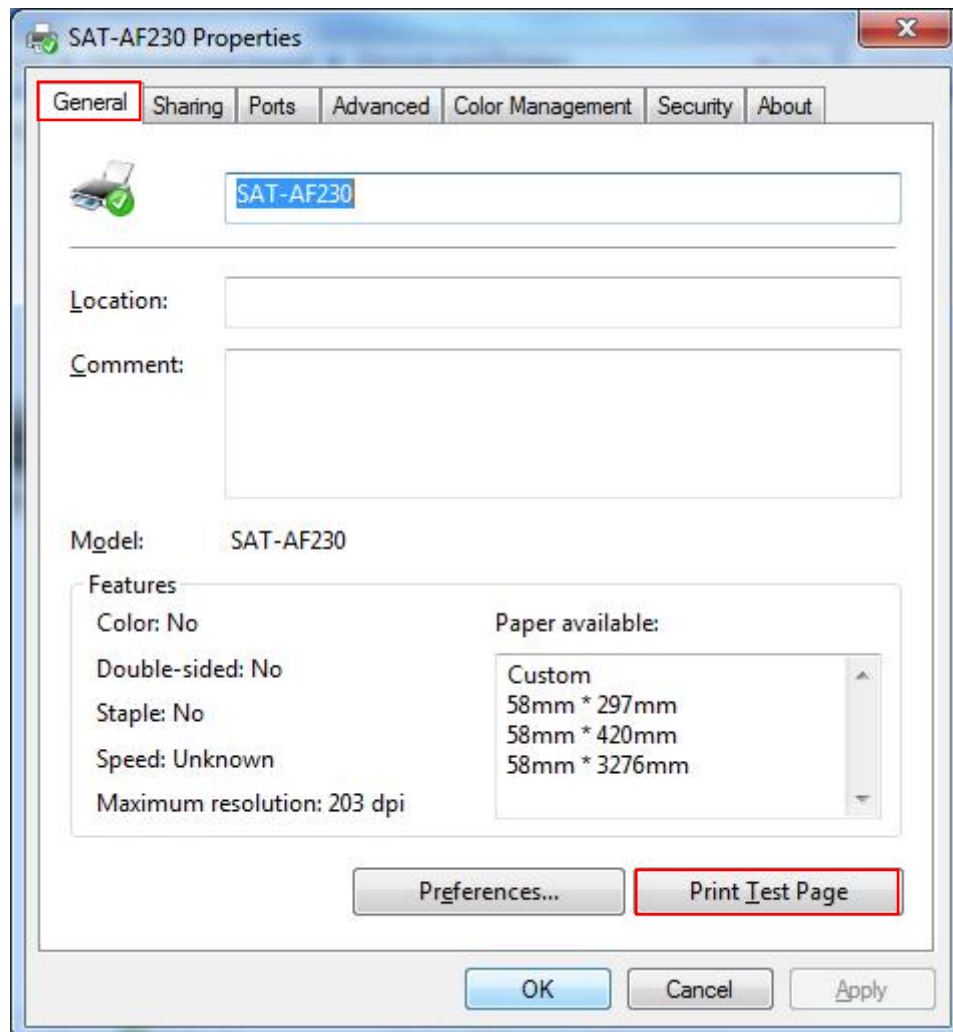 SAT-AF230 Properties
General Sharing Ports Advanced Color Management Security About
SAT-AF230
Location:
Comment:
Model: SAT-AF230
Features
Color: No
Double-sided: No
Staple: No
Speed: Unknown
Maximum resolution: 203 dpi
Paper available:
Custom
58mm * 297mm
58mm * 420mm
58mm * 3276mm
Preferences... Print Test Page
OK Cancel Apply